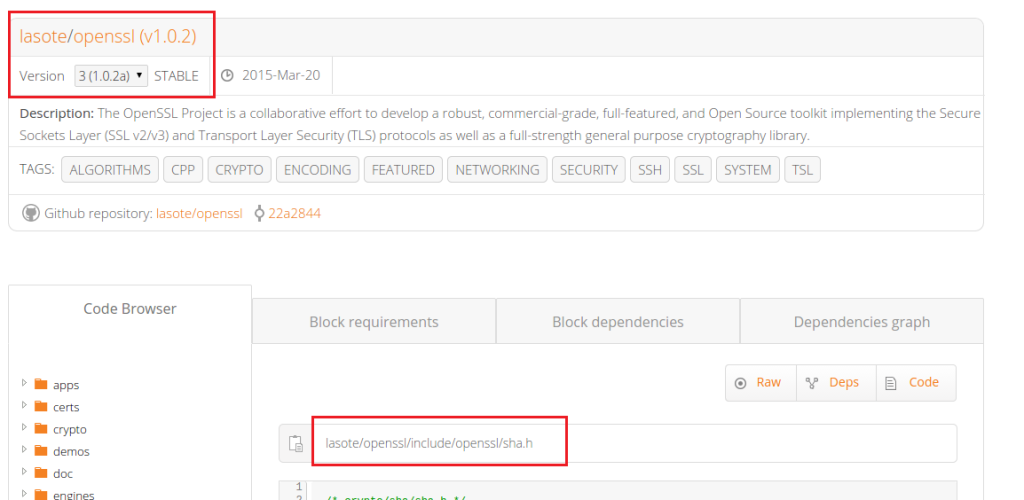 lasote/openssl (v1.0.2)
Version 3 (1.0.2a) STABLE 2015-Mar-20
Description: The OpenSSL Project is a collaborative effort to develop a robust, commercial-grade, full-featured, and Open Source toolkit implementing the Secure
Sockets Layer (SSL v2/v3) and Transport Layer Security (TLS) protocols as well as a full-strength general purpose cryptography library.
TAGS: ALGORITHMS CPP CRYPTO ENCODING FEATURED NETWORKING SECURITY SSH SSL SYSTEM TSL
Github repository: lasote/openssl 22a2844
Code Browser
Block requirements Block dependencies Dependencies graph
Raw Deps Code
apps
certs
crypto
demos
doc
engines
lasote/openssl/include/openssl/sha.h
1
2 /* crypto/sha/sha.h */